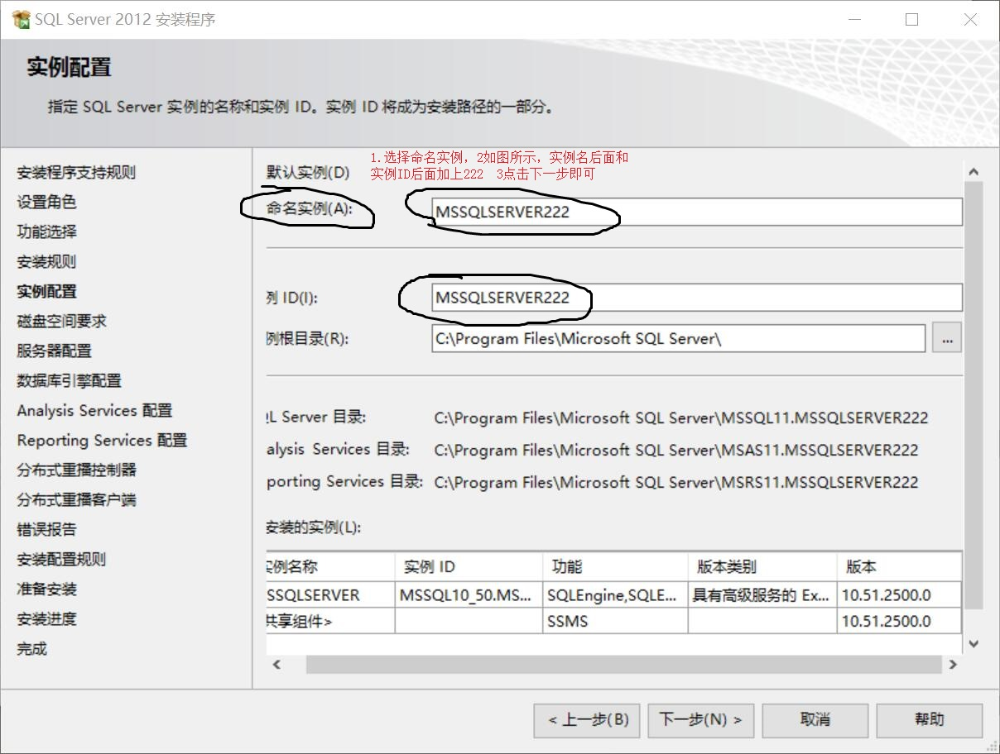 SQL Server 2012 安装程序
实例配置
指定 SQL Server 实例的名称和实例 ID。实例 ID 将成为安装路径的一部分。
安装程序支持规则
设置角色
功能选择
安装规则
实例配置
磁盘空间要求
服务器配置
数据库引擎配置
Analysis Services 配置
Reporting Services 配置
分布式重播控制器
分布式重播客户端
错误报告
安装配置规则
准备安装
安装进度
完成
1.选择命名实例，2如图所示，实例名后面和
实例ID后面加上222 3点击下一步即可
默认实例(D)
命名实例(A): MSSQLSERVER222
例 ID(I): MSSQLSERVER222
例根目录(R): C:\Program Files\Microsoft SQL Server\ ...
QL Server 目录: C:\Program Files\Microsoft SQL Server\MSSQL11.MSSQLSERVER222
alysis Services 目录: C:\Program Files\Microsoft SQL Server\MSAS11.MSSQLSERVER222
porting Services 目录: C:\Program Files\Microsoft SQL Server\MSRS11.MSSQLSERVER222
安装的实例(L):
实例名称 实例 ID 功能 版本类别 版本
SSQLSERVER MSSQL10_50.MS... SQLEngine,SQLE... 具有高级服务的 Ex... 10.51.2500.0
共享组件> SSMS 10.51.2500.0
< 上一步(B) 下一步(N) > 取消 帮助